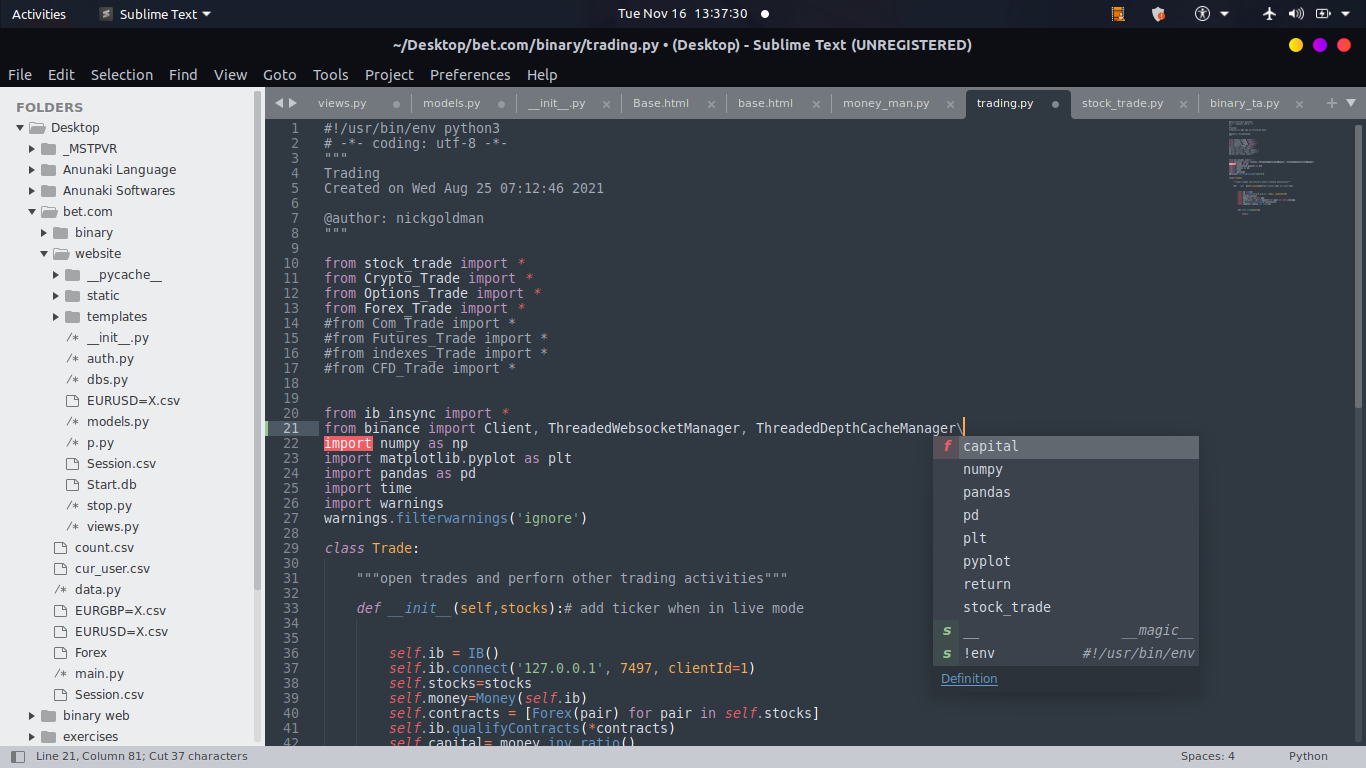 Activities Sublime Text Tue Nov 16 13:37:30
~/Desktop/bet.com/binary/trading.py • (Desktop) - Sublime Text (UNREGISTERED)
File Edit Selection Find View Goto Tools Project Preferences Help
FOLDERS
Desktop
_MSTPVR
Anunaki Language
Anunaki Softwares
bet.com
binary
website
__pycache__
static
templates
/* __init__.py
/* auth.py
/* dbs.py
EURUSD=X.csv
/* models.py
/* p.py
Session.csv
Start.db
/* stop.py
/* views.py
count.csv
cur_user.csv
/* data.py
EURGBP=X.csv
EURUSD=X.csv
Forex
/* main.py
Session.csv
binary web
exercises
views.py models.py __init__.py Base.html base.html money_man.py trading.py stock_trade.py binary_ta.py
1 #!/usr/bin/env python3
2 # -*- coding: utf-8 -*-
3 """
4 Trading
5 Created on Wed Aug 25 07:12:46 2021
6
7 @author: nickgoldman
8 """
9
10 from stock_trade import *
11 from Crypto_Trade import *
12 from Options_Trade import *
13 from Forex_Trade import *
14 #from Com_Trade import *
15 #from Futures_Trade import *
16 #from indexes_Trade import *
17 #from CFD_Trade import *
18
19
20 from ib_insync import *
21 from binance import Client, ThreadedWebsocketManager, ThreadedDepthCacheManager\
22 import numpy as np
23 import matplotlib.pyplot as plt
24 import pandas as pd
25 import time
26 import warnings
27 warnings.filterwarnings('ignore')
28
29 class Trade:
30
31 """open trades and perforn other trading activities"""
32
33 def __init__(self,stocks):# add ticker when in live mode
34
35
36 self.ib = IB()
37 self.ib.connect('127.0.0.1', 7497, clientId=1)
38 self.stocks=stocks
39 self.money=Money(self.ib)
40 self.contracts = [Forex(pair) for pair in self.stocks]
41 self.ib.qualifyContracts(*contracts)
42 self.capital= money.inv_ratio()
f capital
numpy
pandas
pd
plt
pyplot
return
stock_trade
s __ __magic__
s !env #!/usr/bin/env
Definition
Line 21, Column 81; Cut 37 characters Spaces: 4 Python